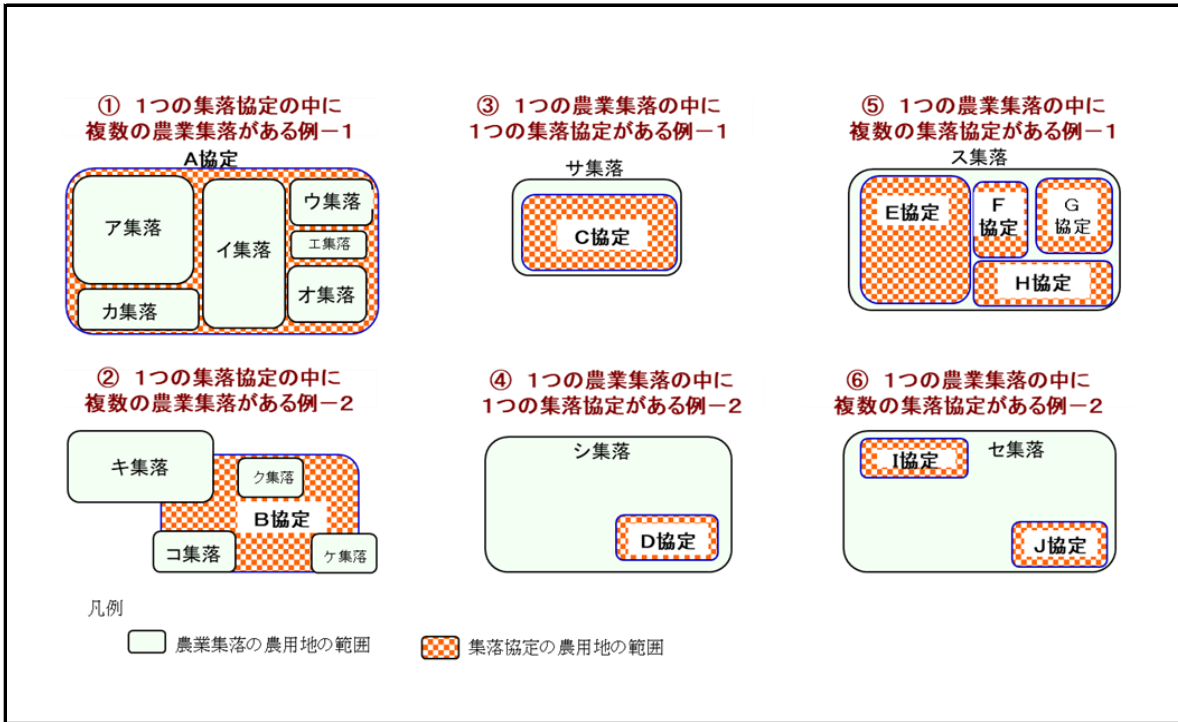 ① 1つの集落協定の中に
複数の農業集落がある例－1
A協定
ア集落
イ集落
ウ集落
エ集落
オ集落
カ集落
③ 1つの農業集落の中に
1つの集落協定がある例－1
サ集落
C協定
⑤ 1つの農業集落の中に
複数の集落協定がある例－1
ス集落
E協定
F
協定
G
協定
H協定
② 1つの集落協定の中に
複数の農業集落がある例－2
キ集落
ク集落
B協定
コ集落
ケ集落
④ 1つの農業集落の中に
1つの集落協定がある例－2
シ集落
D協定
⑥ 1つの農業集落の中に
複数の集落協定がある例－2
I協定
セ集落
J協定
凡例
農業集落の農用地の範囲
集落協定の農用地の範囲